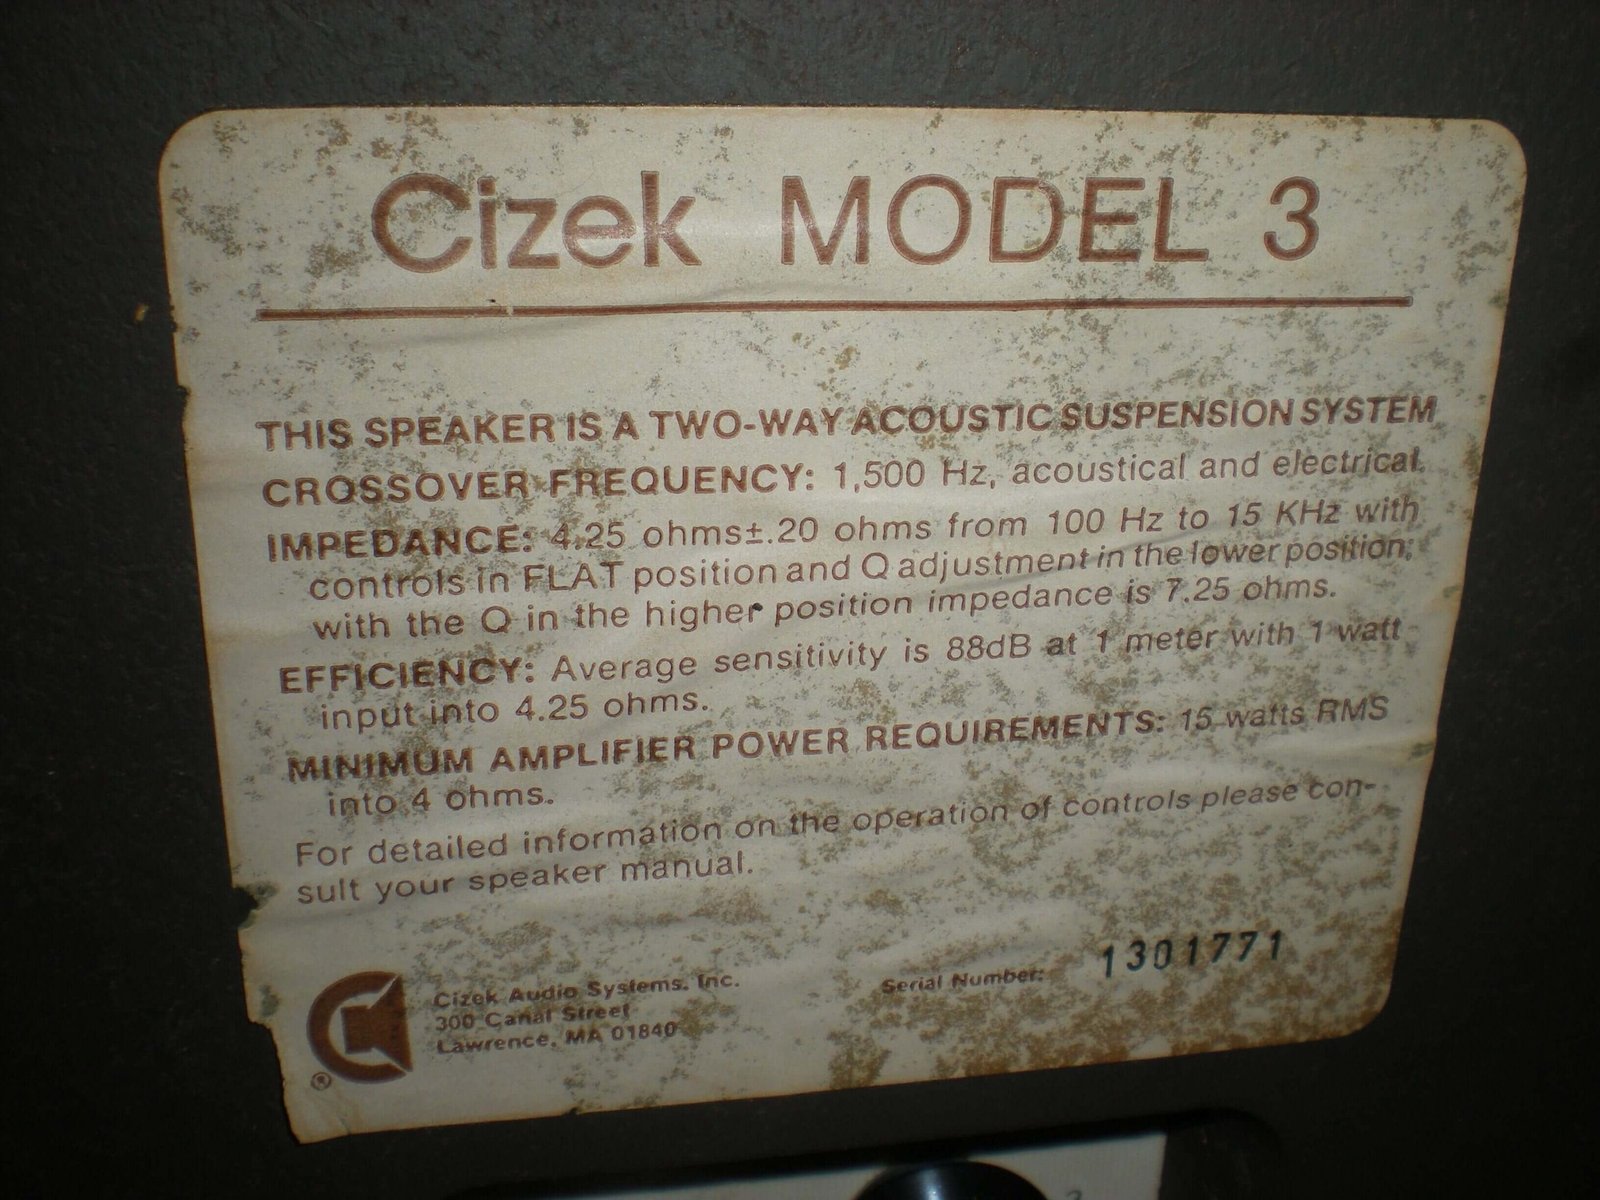 Cizek MODEL 3
THIS SPEAKER IS A TWO-WAY ACOUSTIC SUSPENSION SYSTEM
CROSSOVER FREQUENCY: 1,500 Hz, acoustical and electrical.
IMPEDANCE: 4.25 ohms±.20 ohms from 100 Hz to 15 KHz with
controls in FLAT position and Q adjustment in the lower position;
with the Q in the higher position impedance is 7.25 ohms.
EFFICIENCY: Average sensitivity is 88dB at 1 meter with 1 watt
input into 4.25 ohms.
MINIMUM AMPLIFIER POWER REQUIREMENTS: 15 watts RMS
into 4 ohms.
For detailed information on the operation of controls please con-
sult your speaker manual.
Cizek Audio Systems, Inc.
300 Canal Street
Lawrence, MA 01840
®
Serial Number: 1301771